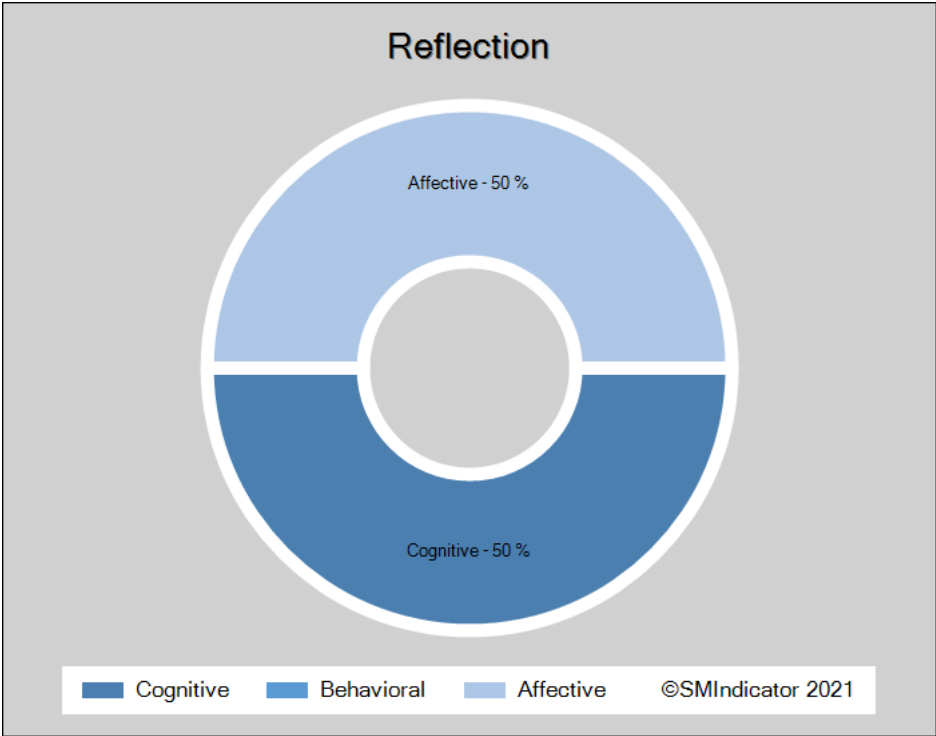 Reflection
Affective - 50 %
Cognitive - 50 %
Cognitive Behavioral Affective ©SMIndicator 2021